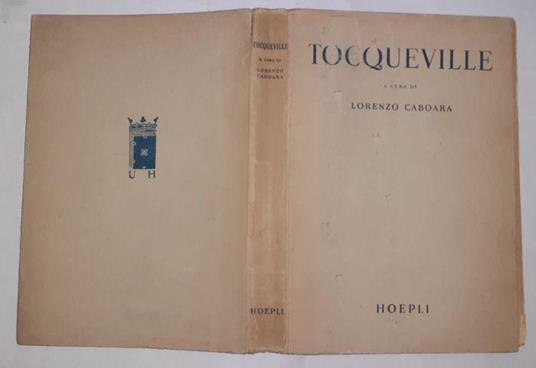 U H
TOCQUEVILLE
A CURA DI
LORENZO
CABOARA
HOEPLI
TOCQUEVILLE
A CURA DI
LORENZO CABOARA
HOEPLI